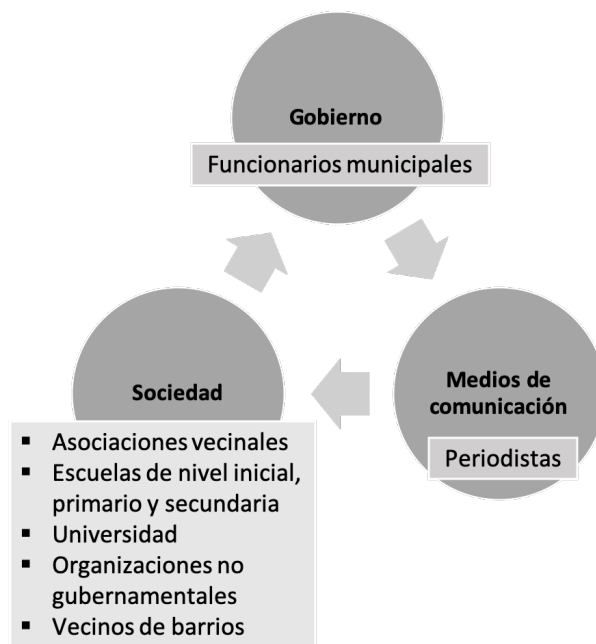 Gobierno
Funcionarios municipales
Sociedad
Asociaciones vecinales
Escuelas de nivel inicial,
primario y secundaria
Universidad
Organizaciones no
gubernamentales
Vecinos de barrios
Medios de
comunicación
Periodistas